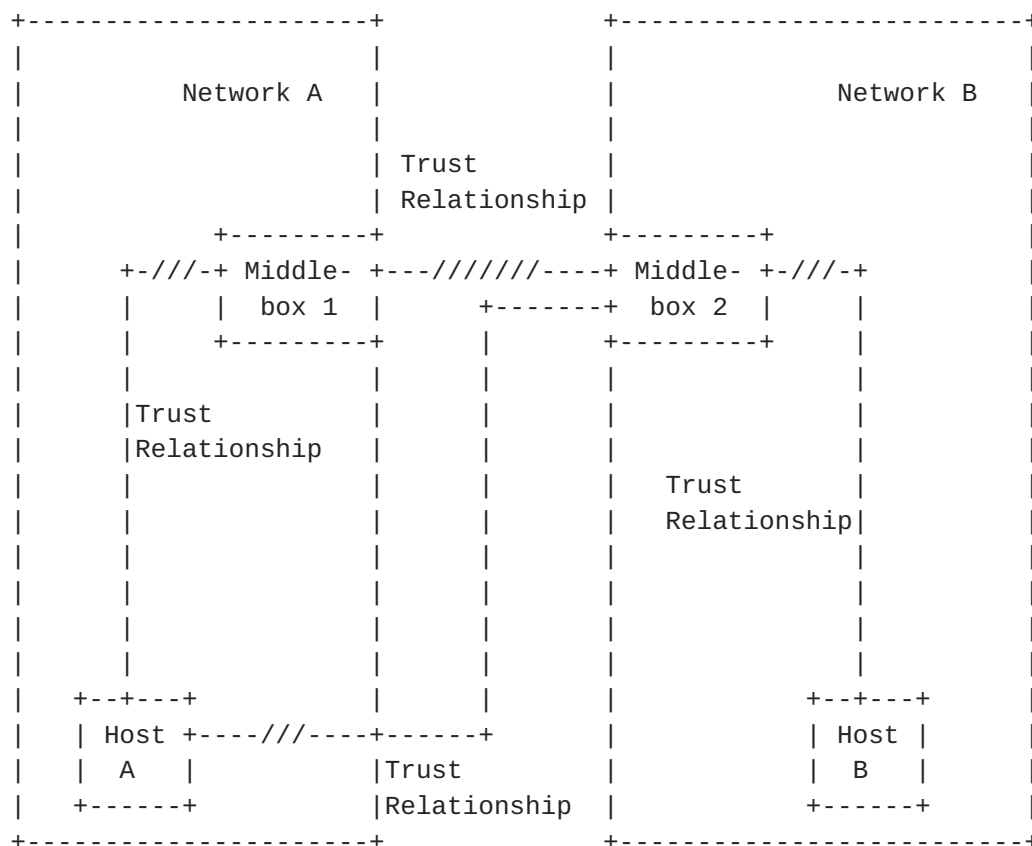 +----------------------+              +--------------------------+
|                      |              |                          |
|          Network A   |              |              Network B   |
|                      |              |                          |
|                      | Trust        |                          |
|                      | Relationship |                          |
|            +---------+              +---------+                |
|      +-///-+ Middle- +---///////----+ Middle- +-///-+          |
|      |     |  box 1  |      +-------+  box 2  |     |          |
|      |     +---------+      |       +---------+     |          |
|      |               |      |       |               |          |
|      |Trust          |      |       |               |          |
|      |Relationship   |      |       |               |          |
|      |               |      |       |   Trust       |          |
|      |               |      |       |   Relationship|          |
|      |               |      |       |               |          |
|      |               |      |       |               |          |
|      |               |      |       |               |          |
|      |               |      |       |               |          |
|   +--+---+           |      |       |            +--+---+      |
|   | Host +----///----+------+       |            | Host |      |
|   |  A   |           |Trust         |            |  B   |      |
|   +------+           |Relationship  |            +------+      |
+----------------------+              +--------------------------+